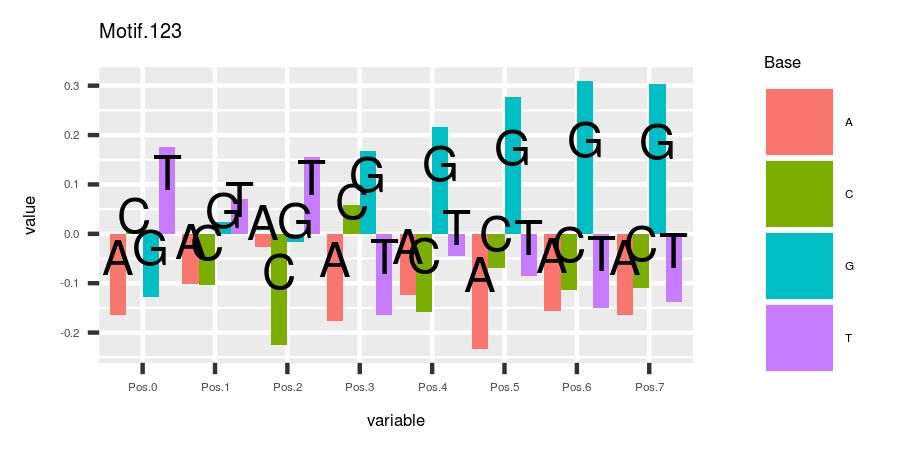 Motif.123
Base
value
0.3
0.2
0.1
0.0
-0.1
-0.2
A C G T
A C G T
A C G T
A C G T
A C G T
A C G T
A C G T
A C G T
Pos.0 Pos.1 Pos.2 Pos.3 Pos.4 Pos.5 Pos.6 Pos.7
variable
A
C
G
T